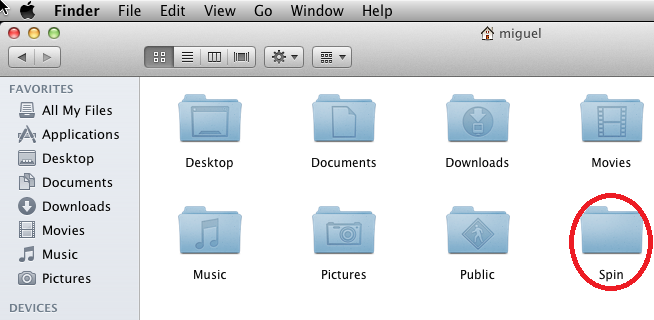 Finder File Edit View Go Window Help
miguel
FAVORITES
All My Files
Applications
Desktop
Documents
Downloads
Movies
Music
Pictures
DEVICES
Desktop Documents Downloads Movies
Music Pictures Public Spin